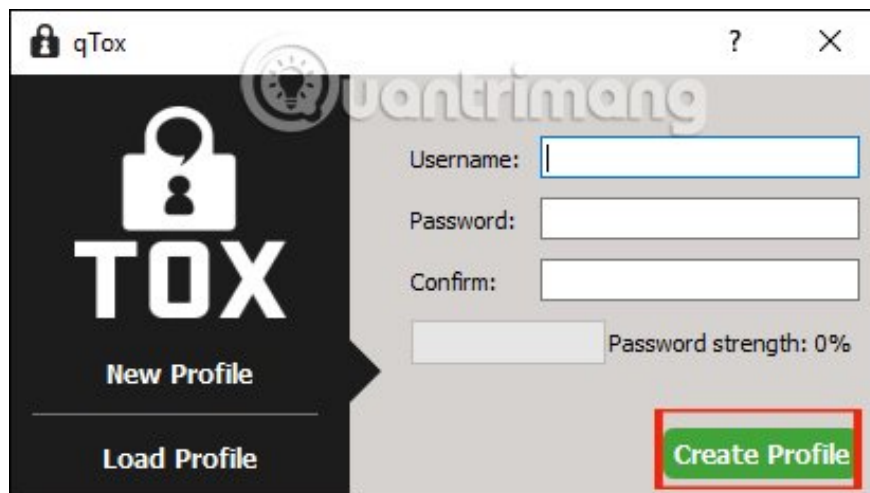 qTox
?
Quantrimang
TOX
New Profile
Load Profile
Username:
Password:
Confirm:
Password strength: 0%
Create Profile